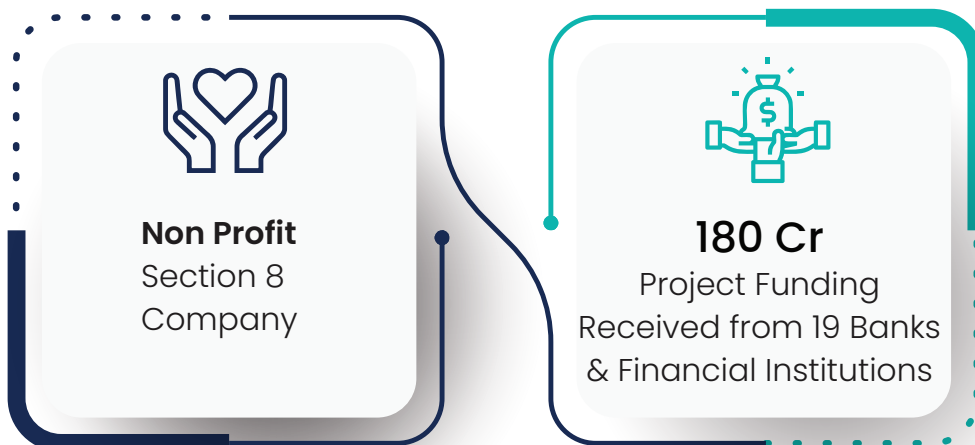 Non Profit
Section 8
Company
$
180 Cr
Project Funding
Received from 19 Banks
& Financial Institutions